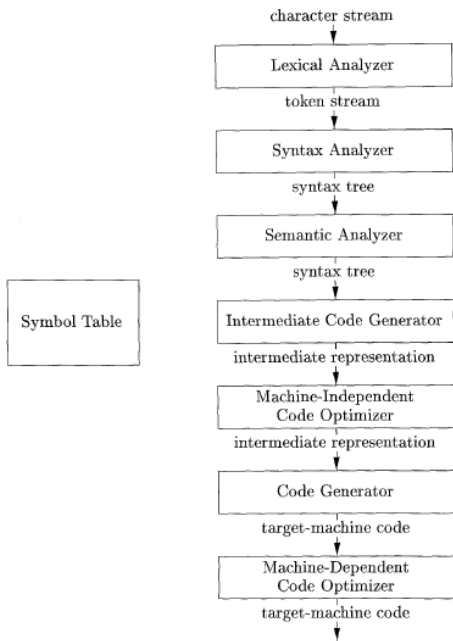 character stream
Lexical Analyzer
token stream
Syntax Analyzer
syntax tree
Semantic Analyzer
syntax tree
Symbol Table
Intermediate Code Generator
intermediate representation
Machine-Independent
Code Optimizer
intermediate representation
Code Generator
target-machine code
Machine-Dependent
Code Optimizer
target-machine code